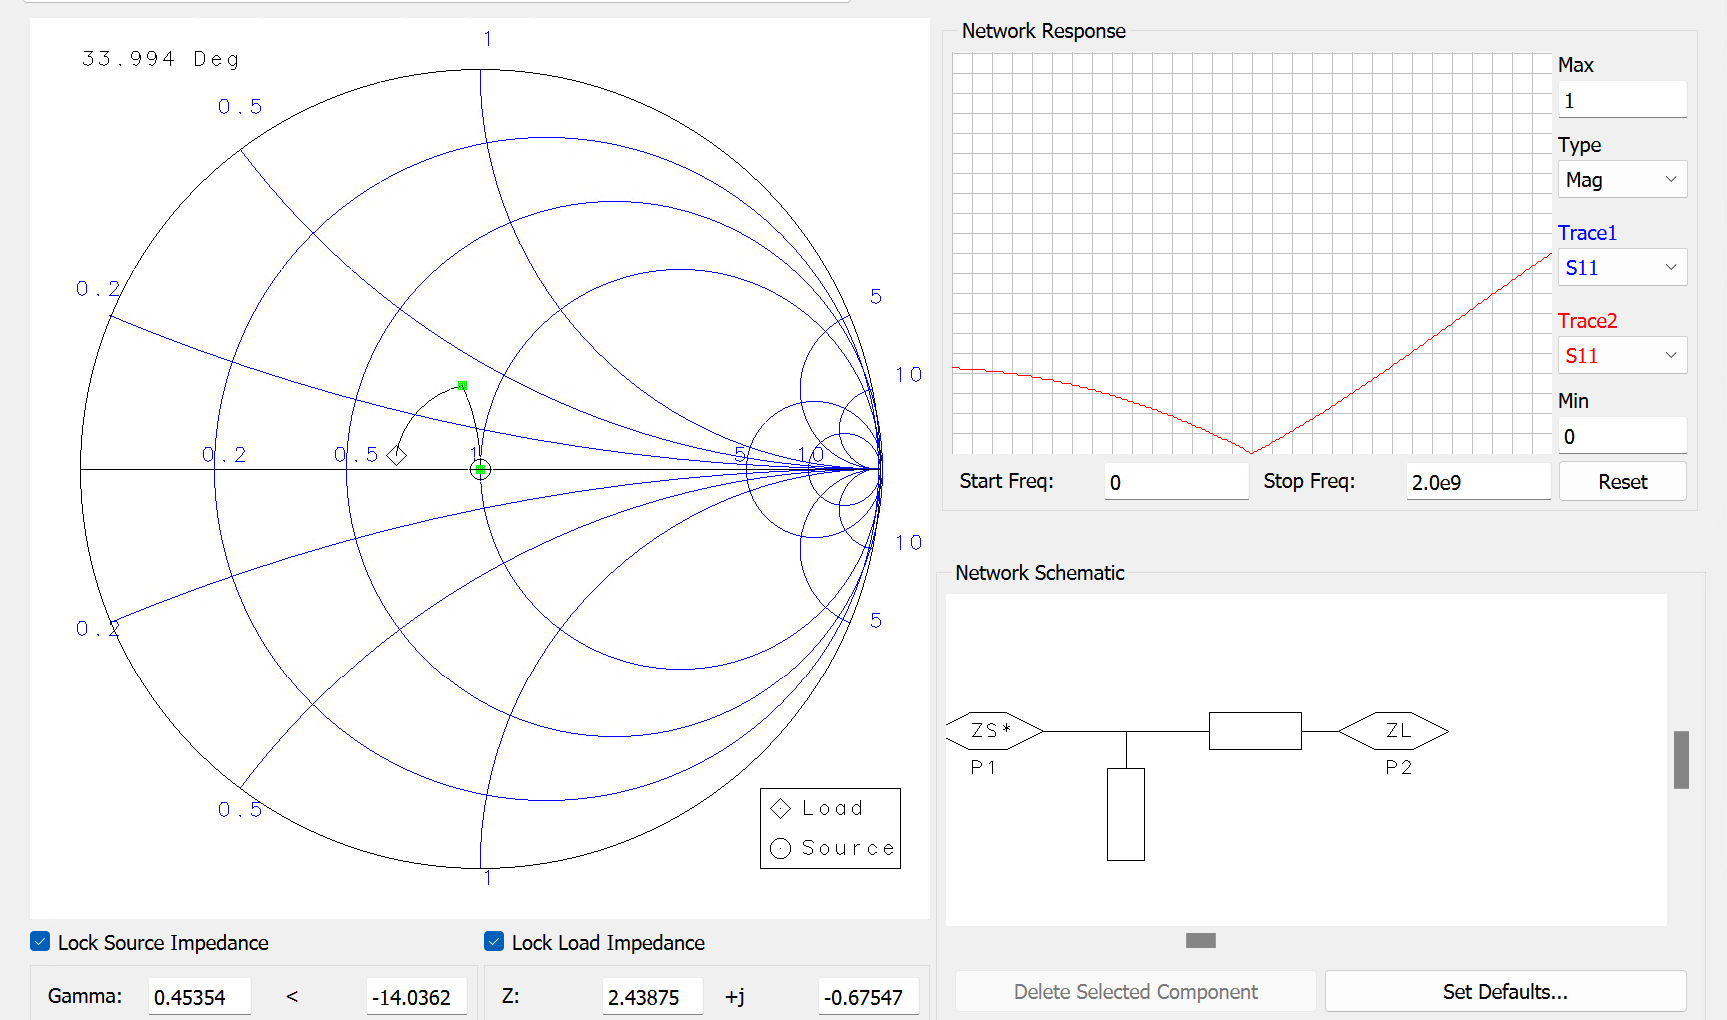 33.994 Deg
1
0.5
0.2
5
10
0.2
0.5
1
5
10
10
5
0.2
0.5
1
Load
Source
Network Response
Max
1
Type
Mag
Trace1
S11
Trace2
S11
Min
0
Start Freq:
0
Stop Freq:
2.0e9
Reset
Network Schematic
ZS*
P1
ZL
P2
Lock Source Impedance
Lock Load Impedance
Gamma:
0.45354
<
-14.0362
Z:
2.43875
+j
-0.67547
Delete Selected Component
Set Defaults...